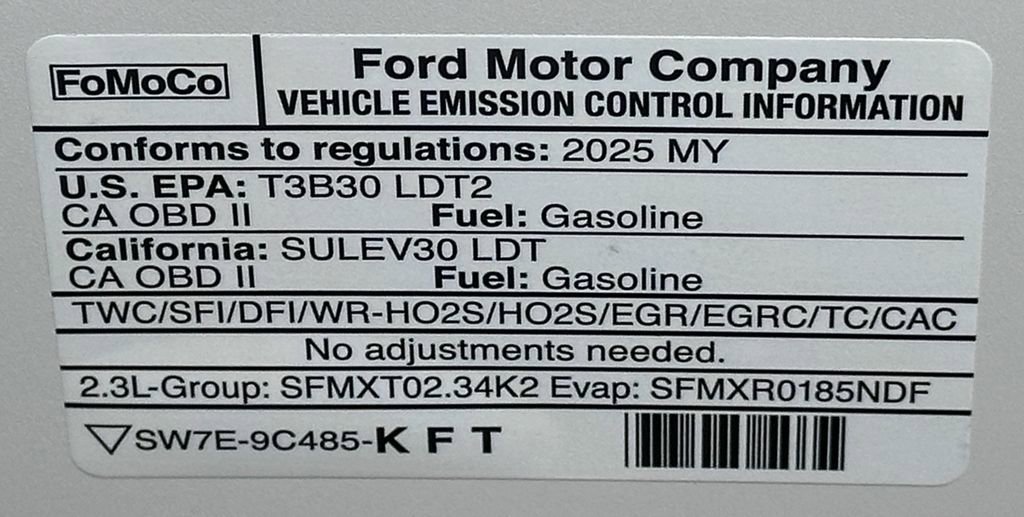 FoMoCo
Ford Motor Company
VEHICLE EMISSION CONTROL INFORMATION
Conforms to regulations: 2025 MY
U.S. EPA: T3B30 LDT2
CA OBD II Fuel: Gasoline
California: SULEV30 LDT
CA OBD II Fuel: Gasoline
TWC/SFI/DFI/WR-HO2S/HO2S/EGR/EGRC/TC/CAC
No adjustments needed.
2.3L-Group: SFMXT02.34K2 Evap: SFMXR0185NDF
▽SW7E-9C485-K F T